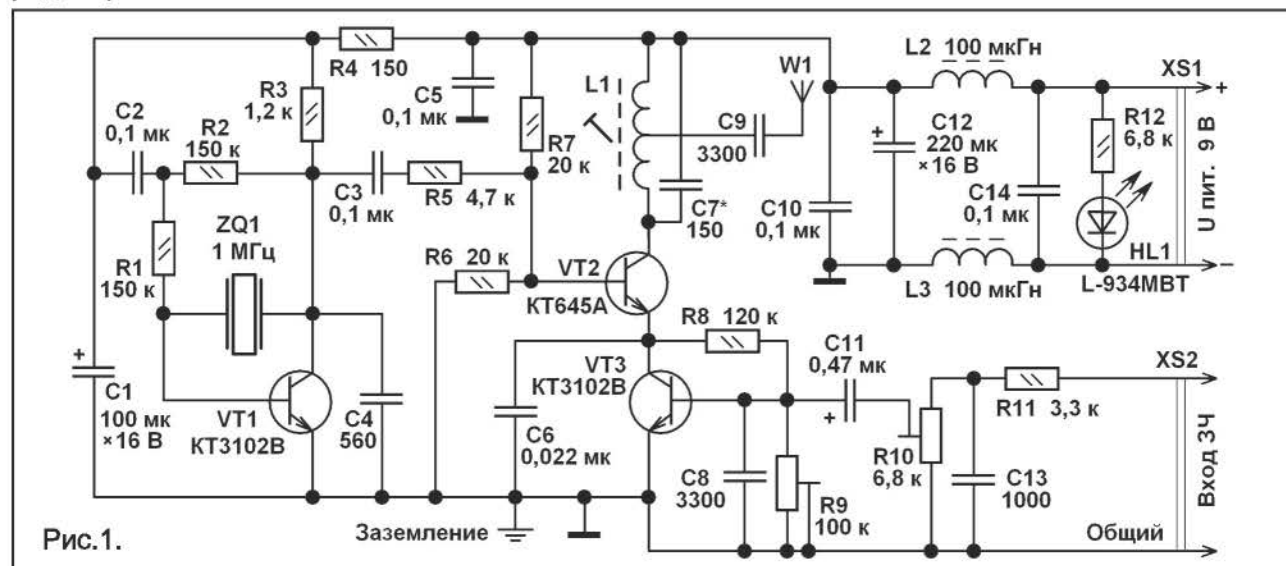 R4 150
L1
W1
L2 100 мкГн
XS1
R3
1,2 к
C2
0,1 мк
R2
150 к
C5
0,1 мк
R7
20 к
C9
3300
C12
220 мк
×16 В
R12
6,8 к
+
C3
0,1 мк
R5 4,7 к
C7*
150
C10
0,1 мк
C14
0,1 мк
U пит. 9 В
ZQ1
1 МГц
R1
150 к
R6 20 к
VT2
КТ645А
L3 100 мкГн
HL1
L-934МВТ
–
R8 120 к
C11
0,47 мк
XS2
+
C1
100 мк
×16 В
VT1
КТ3102В
C4
560
VT3
КТ3102В
C6
0,022 мк
+
R11 3,3 к
C8
3300
R9
100 к
R10
6,8 к
C13
1000
Вход ЗЧ
Рис.1.
Заземление
Общий
+